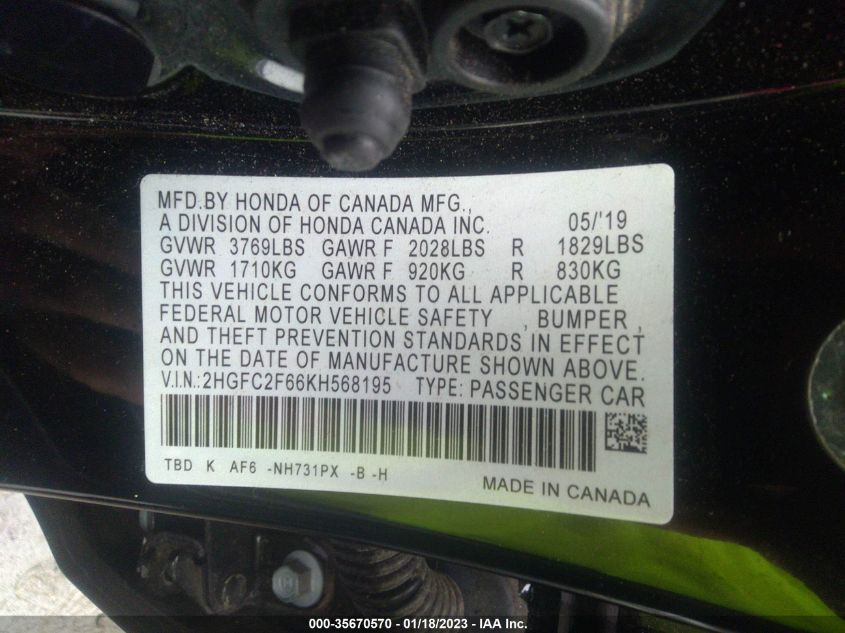 MFD.BY HONDA OF CANADA MFG.,
A DIVISION OF HONDA CANADA INC. 05/'19
GVWR 3769LBS GAWR F 2028LBS R 1829LBS
GVWR 1710KG GAWR F 920KG R 830KG
THIS VEHICLE CONFORMS TO ALL APPLICABLE
FEDERAL MOTOR VEHICLE SAFETY , BUMPER ,
AND THEFT PREVENTION STANDARDS IN EFFECT
ON THE DATE OF MANUFACTURE SHOWN ABOVE.
V.I.N.:2HGFC2F66KH568195 TYPE: PASSENGER CAR
TBD K AF6 -NH731PX -B -H
MADE IN CANADA
000-35670570 - 01/18/2023 - IAA Inc.